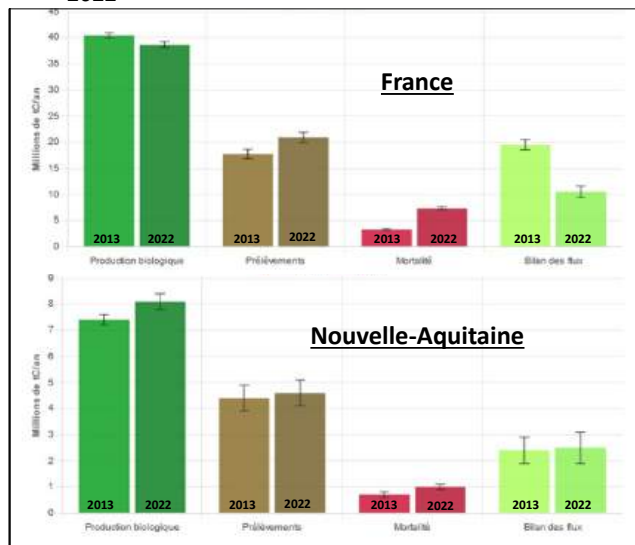 2022
France
Millions de tC/an
40
35
30
25
20
15
10
5
0
2013 2022 2013 2022 2013 2022 2013 2022
Production biologique Prélèvements Mortalité Bilan des flux
Nouvelle-Aquitaine
Millions de tC/an
9
8
7
6
5
4
3
2
1
0
2013 2022 2013 2022 2013 2022 2013 2022
Production biologique Prélèvements Mortalité Bilan des flux